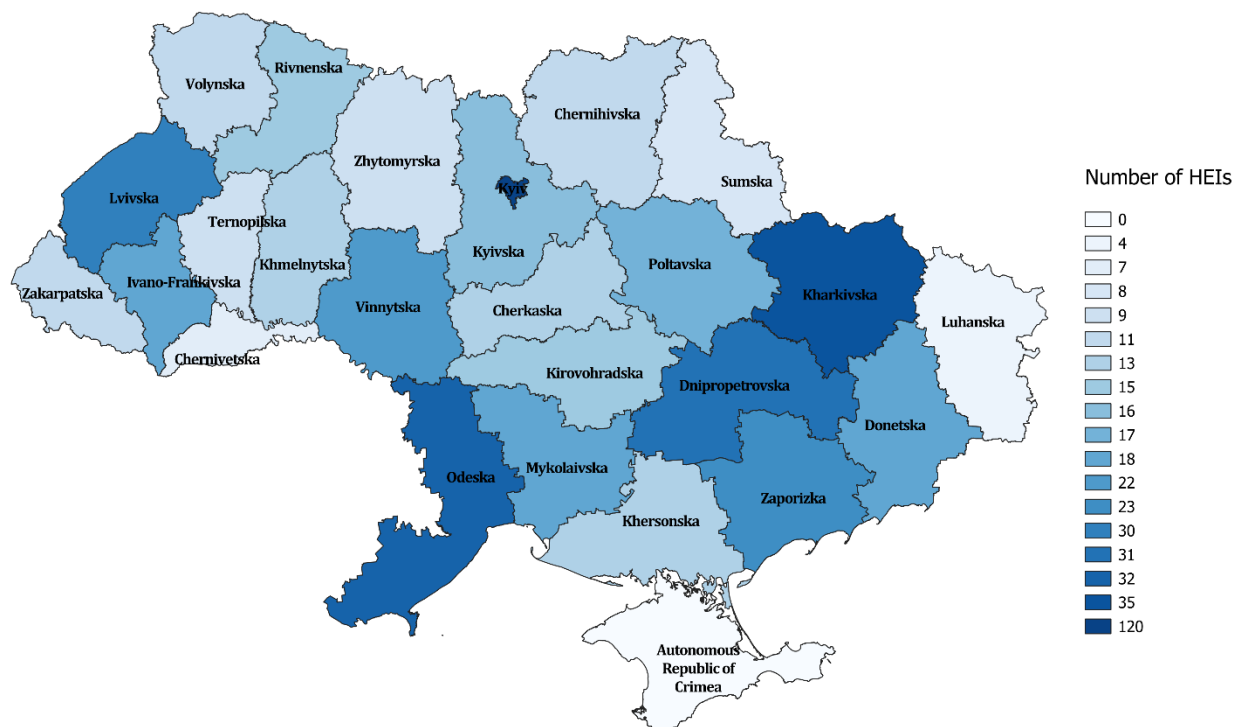 Volynska
Rivnenska
Chernihivska
Zhytomyrska
Sumska
Kyiv
Lvivska
Ternopilska
Kyivska
Poltavska
Khmelnytska
Ivano-Frankivska
Zakarpatska
Vinnytska
Cherkaska
Kharkivska
Luhanska
Chernivetska
Kirovohradska
Dnipropetrovska
Donetska
Mykolaivska
Odeska
Zaporizka
Khersonska
Autonomous
Republic of
Crimea
Number of HEIs
0
4
7
8
9
11
13
15
16
17
18
22
23
30
31
32
35
120